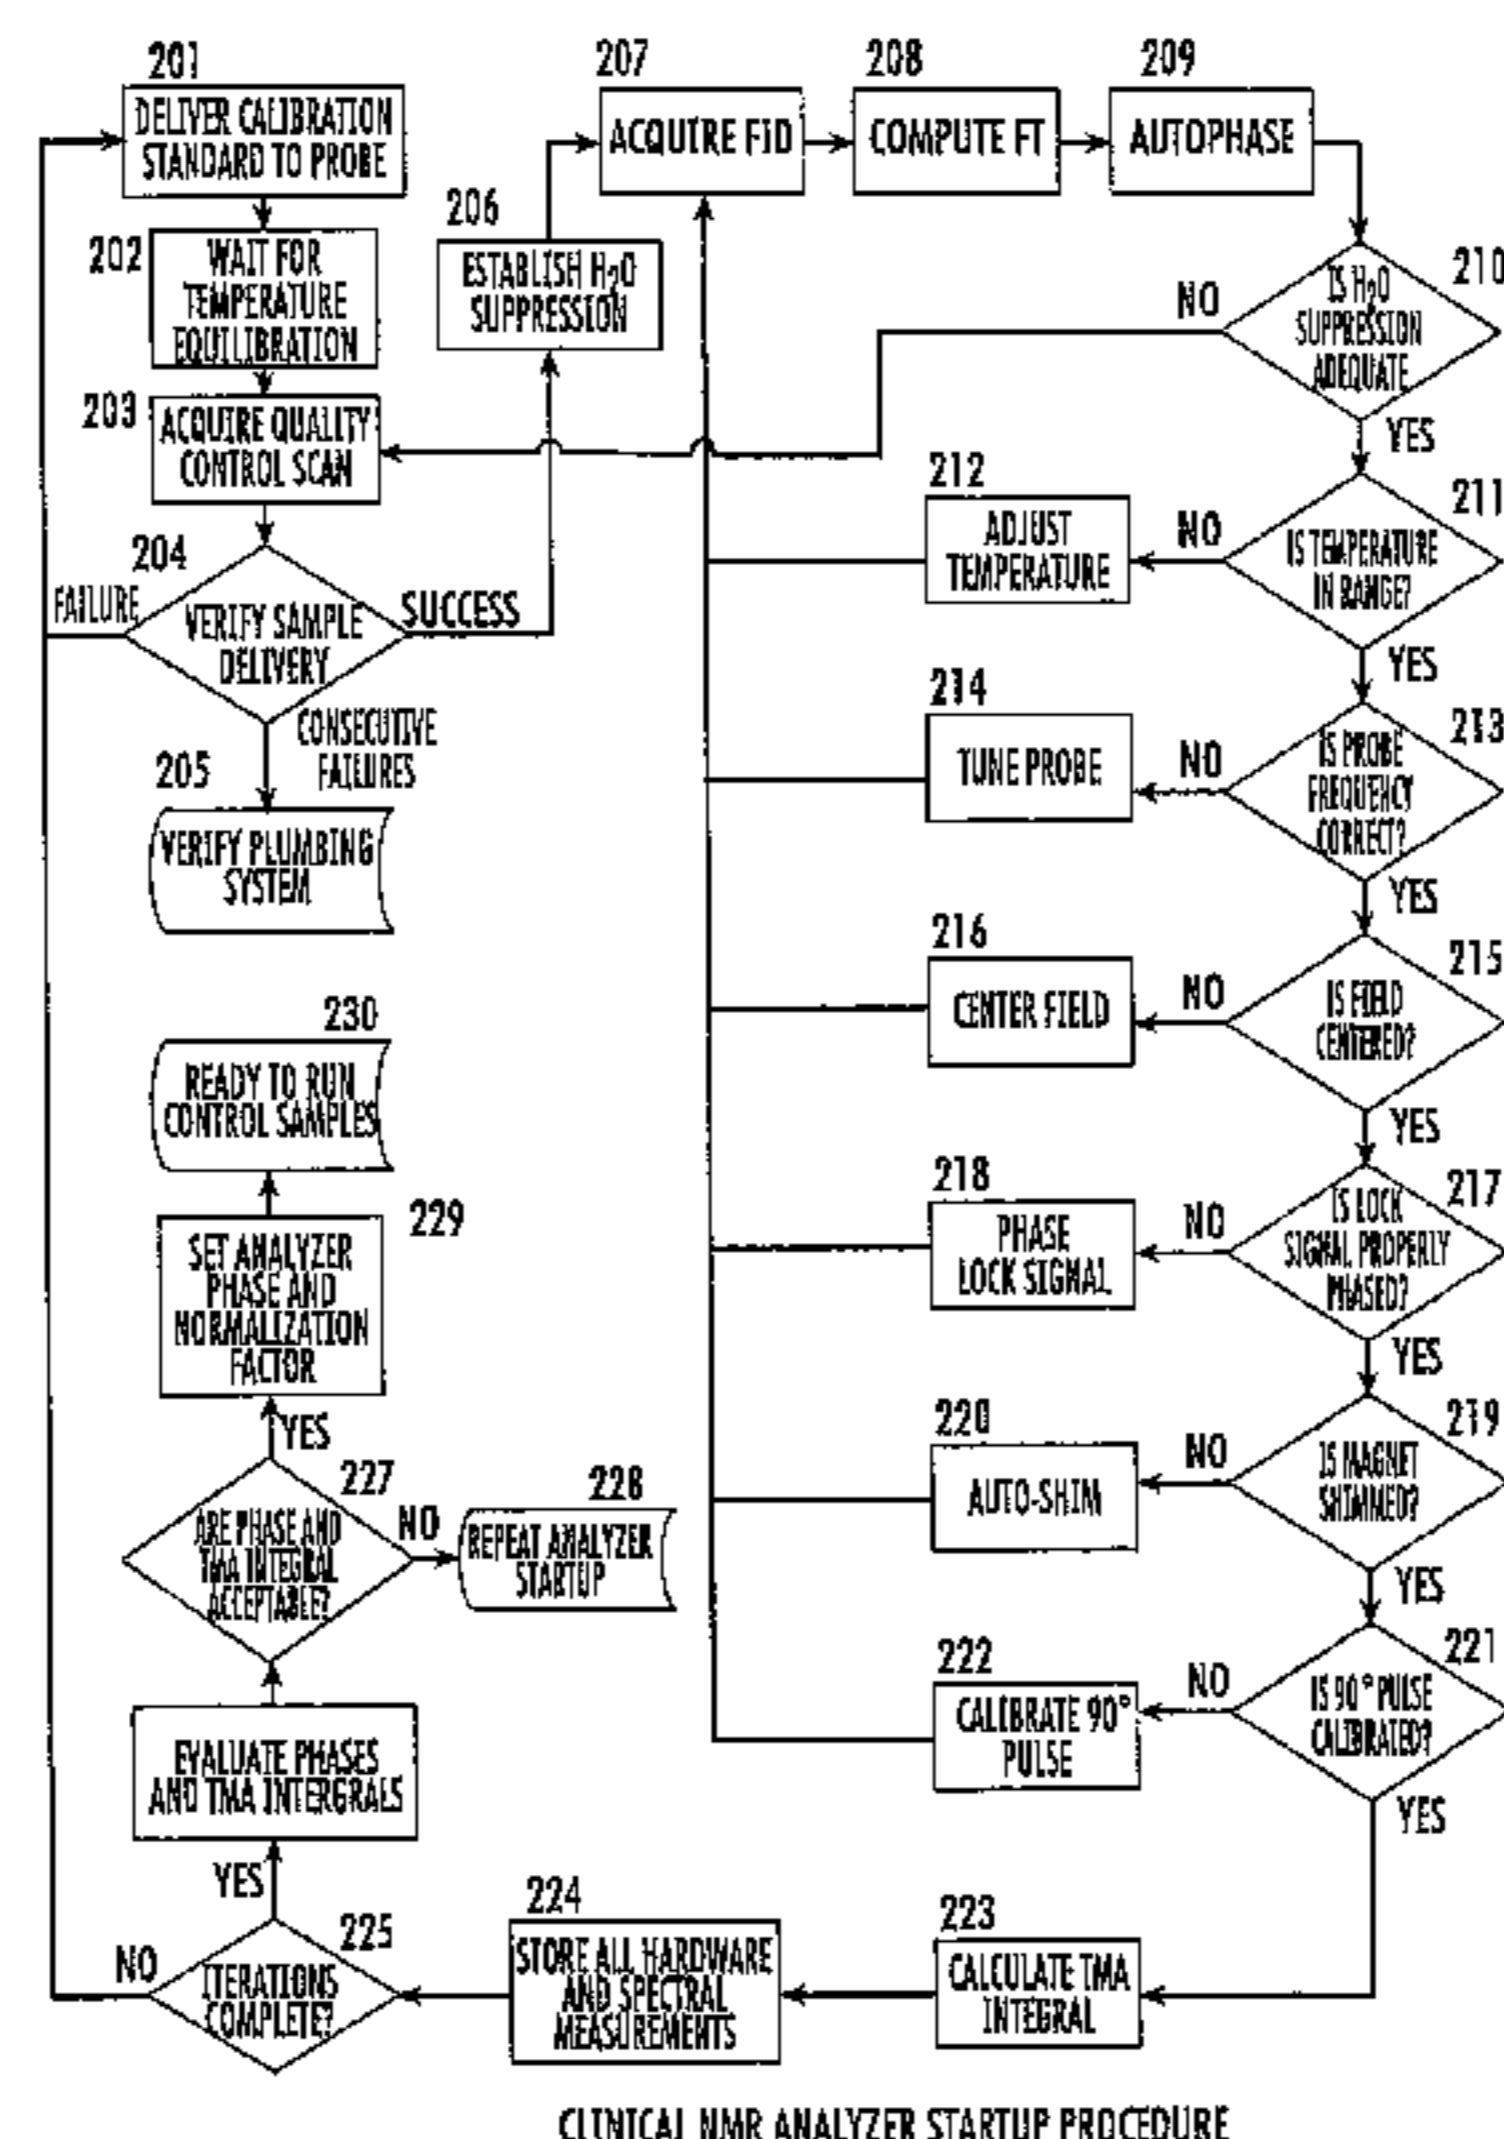 201
DELIVER CALIBRATION
STANDARD TO PROBE
202
WAIT FOR
TEMPERATURE
EQUILIBRATION
203
ACQUIRE QUALITY
CONTROL SCAN
204
FAILURE
VERIFY SAMPLE
DELIVERY
SUCCESS
CONSECUTIVE
FAILURES
205
VERIFY PLUMBING
SYSTEM
206
ESTABLISH H2O
SUPPRESSION
207
ACQUIRE FID
208
COMPUTE FT
209
AUTOPHASE
210
IS H2O
SUPPRESSION
ADEQUATE
NO
YES
211
IS TEMPERATURE
IN RANGE?
NO
YES
212
ADJUST
TEMPERATURE
213
IS PROBE
FREQUENCY
CORRECT?
NO
YES
214
TUNE PROBE
215
IS FIELD
CENTERED?
NO
YES
216
CENTER FIELD
217
IS LOCK
SIGNAL PROPERLY
PHASED?
NO
YES
218
PHASE
LOCK SIGNAL
219
IS MAGNET
SHIMMED?
NO
YES
220
AUTO-SHIM
221
IS 90° PULSE
CALIBRATED?
NO
YES
222
CALIBRATE 90°
PULSE
223
CALCULATE TMA
INTEGRAL
224
STORE ALL HARDWARE
AND SPECTRAL
MEASUREMENTS
225
ITERATIONS
COMPLETE?
NO
YES
EVALUATE PHASES
AND TMA INTERGRALS
227
ARE PHASE AND
TMA INTEGRAL
ACCEPTABLE?
NO
YES
228
REPEAT ANALYZER
STARTUP
229
SET ANALYZER
PHASE AND
NORMALIZATION
FACTOR
230
READY TO RUN
CONTROL SAMPLES
CLINICAL NMR ANALYZER STARTUP PROCEDURE